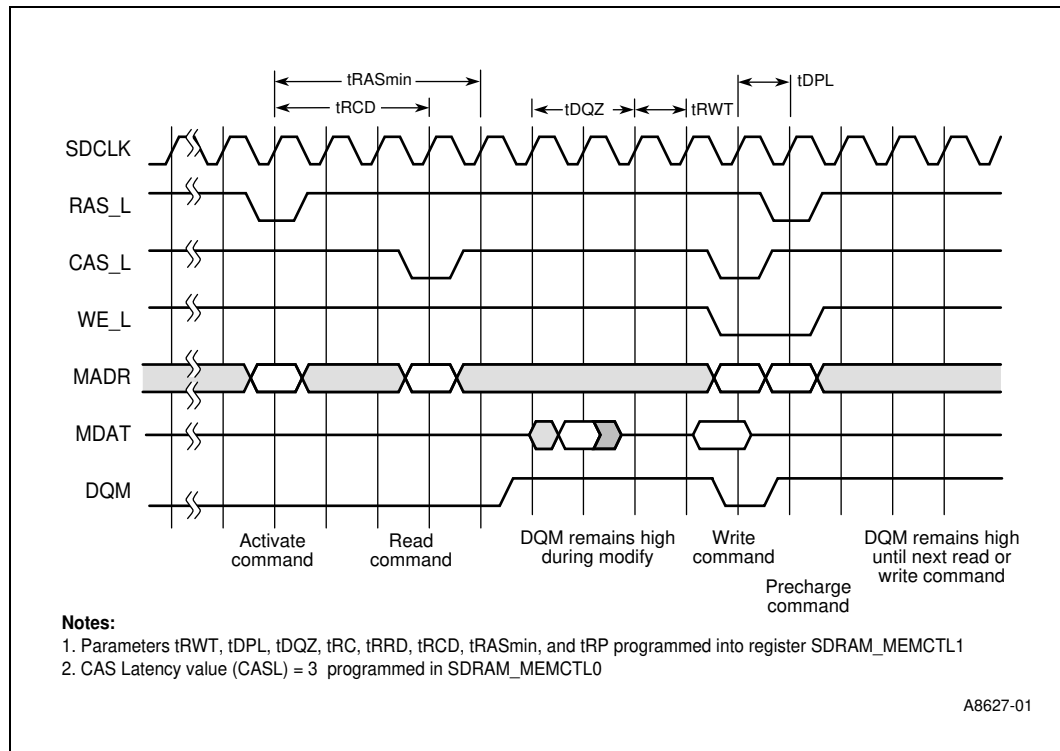 tRASmin
tDPL
tRCD
tDQZ
tRWT
SDCLK
RAS_L
CAS_L
WE_L
MADR
MDAT
DQM
Activate
command
Read
command
DQM remains high
during modify
Write
command
Precharge
command
DQM remains high
until next read or
write command
Notes:
1. Parameters tRWT, tDPL, tDQZ, tRC, tRRD, tRCD, tRASmin, and tRP programmed into register SDRAM_MEMCTL1
2. CAS Latency value (CASL) = 3 programmed in SDRAM_MEMCTL0
A8627-01